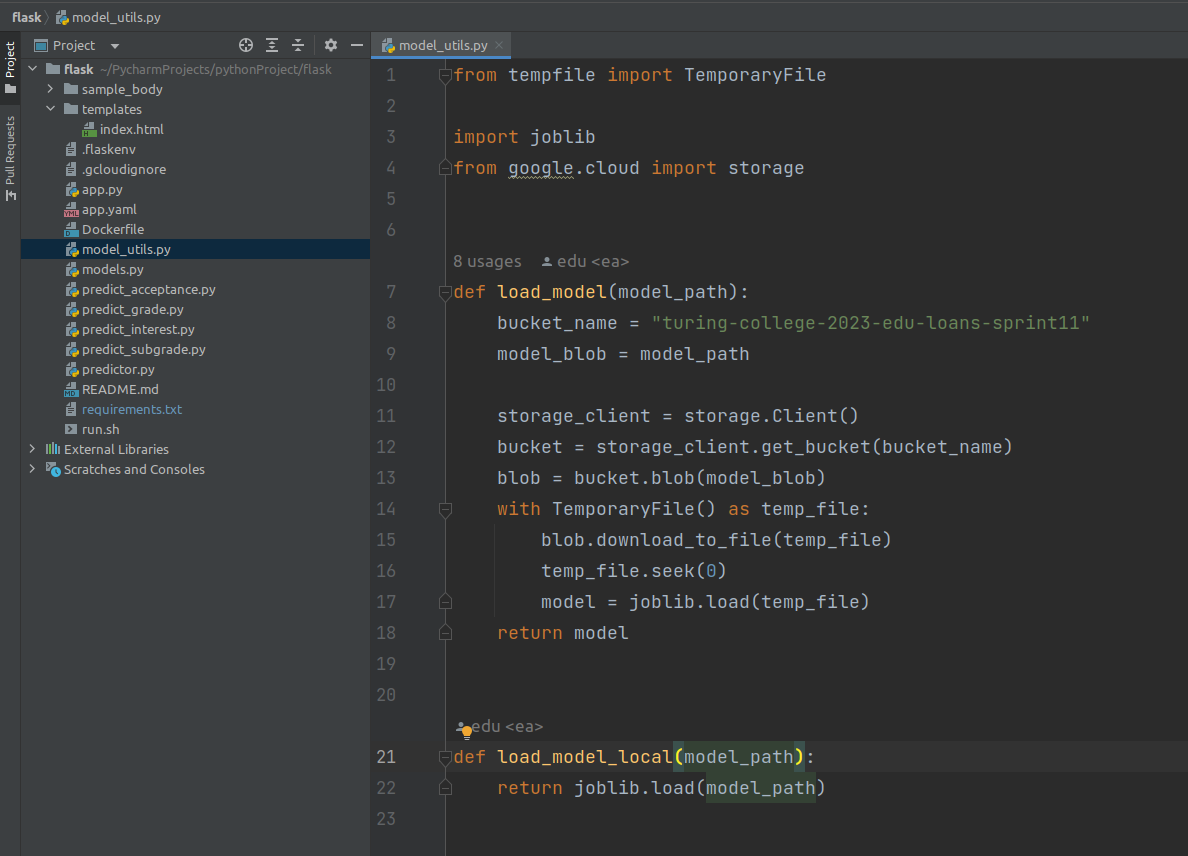 flask model_utils.py
Project
Pull Requests
Project
flask ~/PycharmProjects/pythonProject/flask
sample_body
templates
index.html
.flaskenv
.gcloudignore
app.py
app.yaml
Dockerfile
model_utils.py
models.py
predict_acceptance.py
predict_grade.py
predict_interest.py
predict_subgrade.py
predictor.py
README.md
requirements.txt
run.sh
External Libraries
Scratches and Consoles
model_utils.py
1 from tempfile import TemporaryFile
2
3 import joblib
4 from google.cloud import storage
5
6
8 usages edu <ea>
7 def load_model(model_path):
8     bucket_name = "turing-college-2023-edu-loans-sprint11"
9     model_blob = model_path
10
11     storage_client = storage.Client()
12     bucket = storage_client.get_bucket(bucket_name)
13     blob = bucket.blob(model_blob)
14     with TemporaryFile() as temp_file:
15         blob.download_to_file(temp_file)
16         temp_file.seek(0)
17         model = joblib.load(temp_file)
18     return model
19
20
edu <ea>
21 def load_model_local(model_path):
22     return joblib.load(model_path)
23